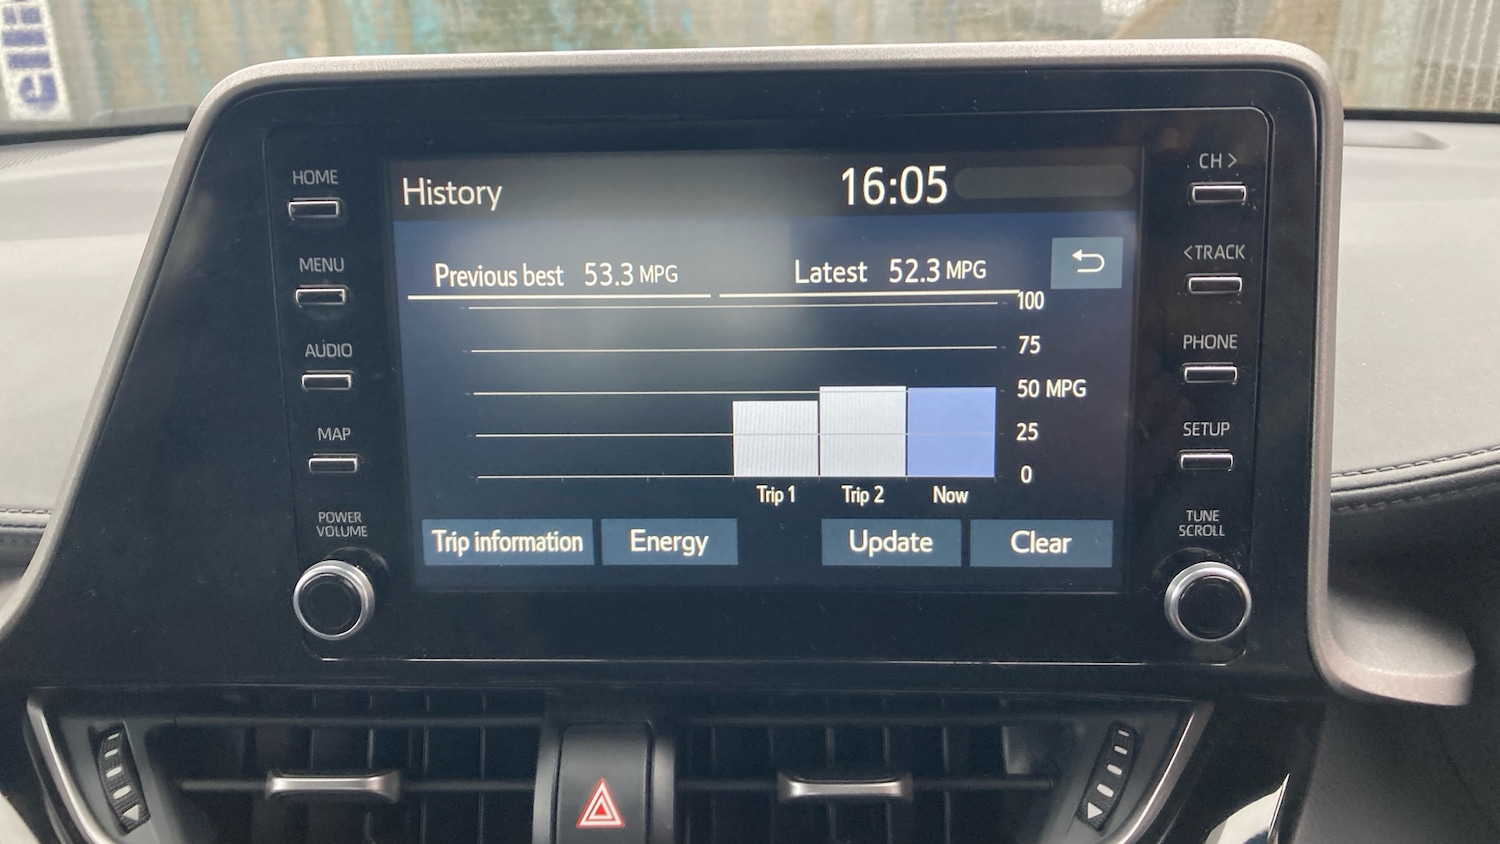 HOME
MENU
AUDIO
MAP
POWER
VOLUME
History
16:05
Previous best 53.3 MPG
Latest 52.3 MPG
100
75
50 MPG
25
0
Trip 1 Trip 2 Now
Trip information Energy Update Clear
CH >
< TRACK
PHONE
SETUP
TUNE
SCROLL